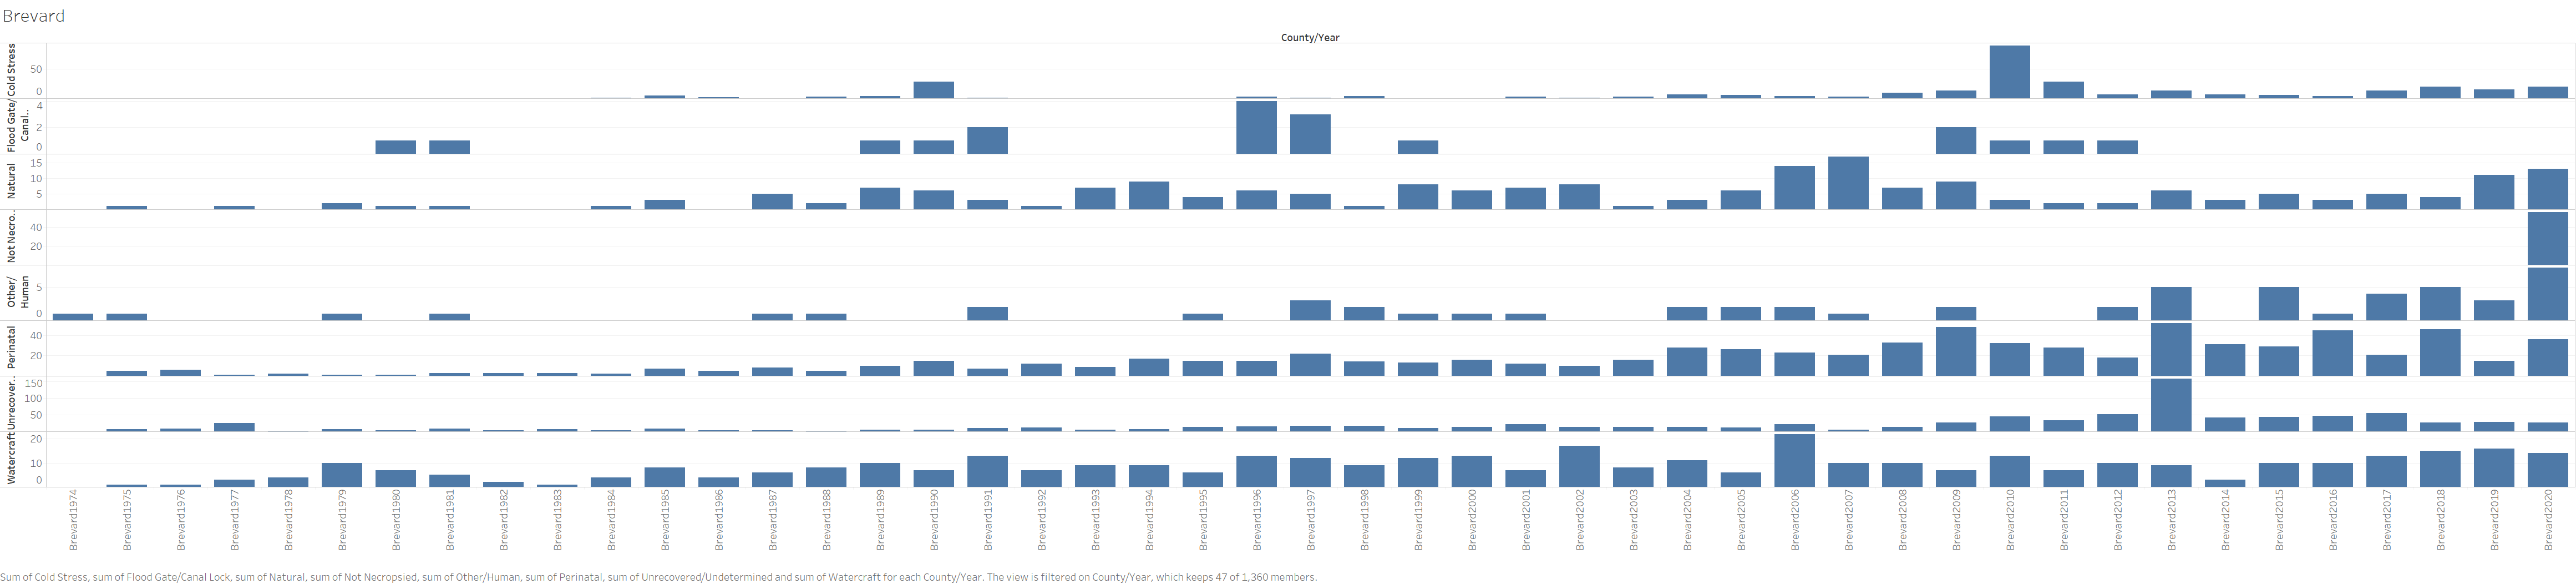 Brevard
County/Year
Cold Stress
50
0
Flood Gate/
Canal..
4
2
0
Natural
15
10
5
Not Necro..
40
20
Other/
Human
5
0
Perinatal
40
20
Unrecover..
150
100
50
Watercraft
20
10
0
Brevard1974
Brevard1975
Brevard1976
Brevard1977
Brevard1978
Brevard1979
Brevard1980
Brevard1981
Brevard1982
Brevard1983
Brevard1984
Brevard1985
Brevard1986
Brevard1987
Brevard1988
Brevard1989
Brevard1990
Brevard1991
Brevard1992
Brevard1993
Brevard1994
Brevard1995
Brevard1996
Brevard1997
Brevard1998
Brevard1999
Brevard2000
Brevard2001
Brevard2002
Brevard2003
Brevard2004
Brevard2005
Brevard2006
Brevard2007
Brevard2008
Brevard2009
Brevard2010
Brevard2011
Brevard2012
Brevard2013
Brevard2014
Brevard2015
Brevard2016
Brevard2017
Brevard2018
Brevard2019
Brevard2020
Sum of Cold Stress, sum of Flood Gate/Canal Lock, sum of Natural, sum of Not Necropsied, sum of Other/Human, sum of Perinatal, sum of Unrecovered/Undetermined and sum of Watercraft for each County/Year. The view is filtered on County/Year, which keeps 47 of 1,360 members.